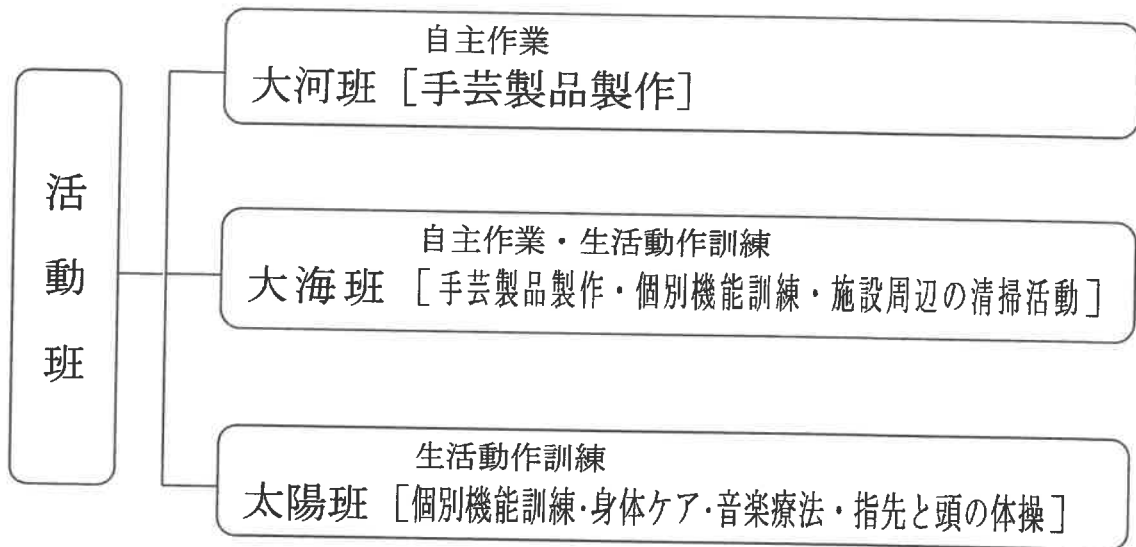 活動班
自主作業
大河班［手芸製品製作］
自主作業・生活動作訓練
大海班［手芸製品製作・個別機能訓練・施設周辺の清掃活動］
生活動作訓練
太陽班［個別機能訓練・身体ケア・音楽療法・指先と頭の体操］